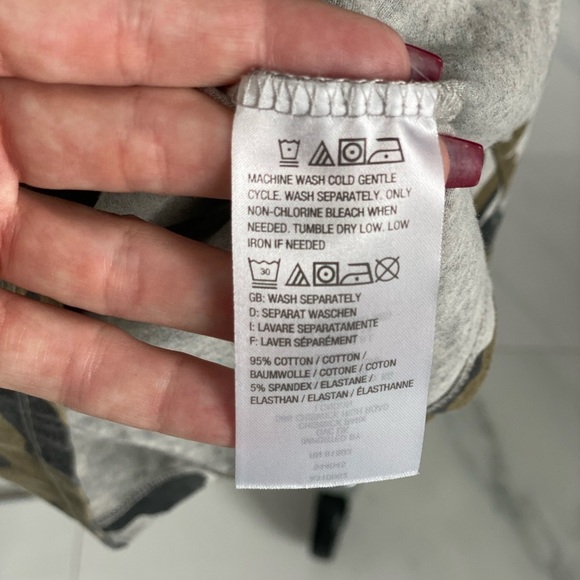 MACHINE WASH COLD GENTLE
CYCLE. WASH SEPARATELY. ONLY
NON-CHLORINE BLEACH WHEN
NEEDED. TUMBLE DRY LOW. LOW
IRON IF NEEDED
30
GB: WASH SEPARATELY
D: SEPARAT WASCHEN
I: LAVARE SEPARATAMENTE
F: LAVER SÉPARÉMENT
95% COTTON / COTTON /
BAUMWOLLE / COTONE / COTON
5% SPANDEX / ELASTANE /
ELASTHAN / ELASTAN / ÉLASTHANNE